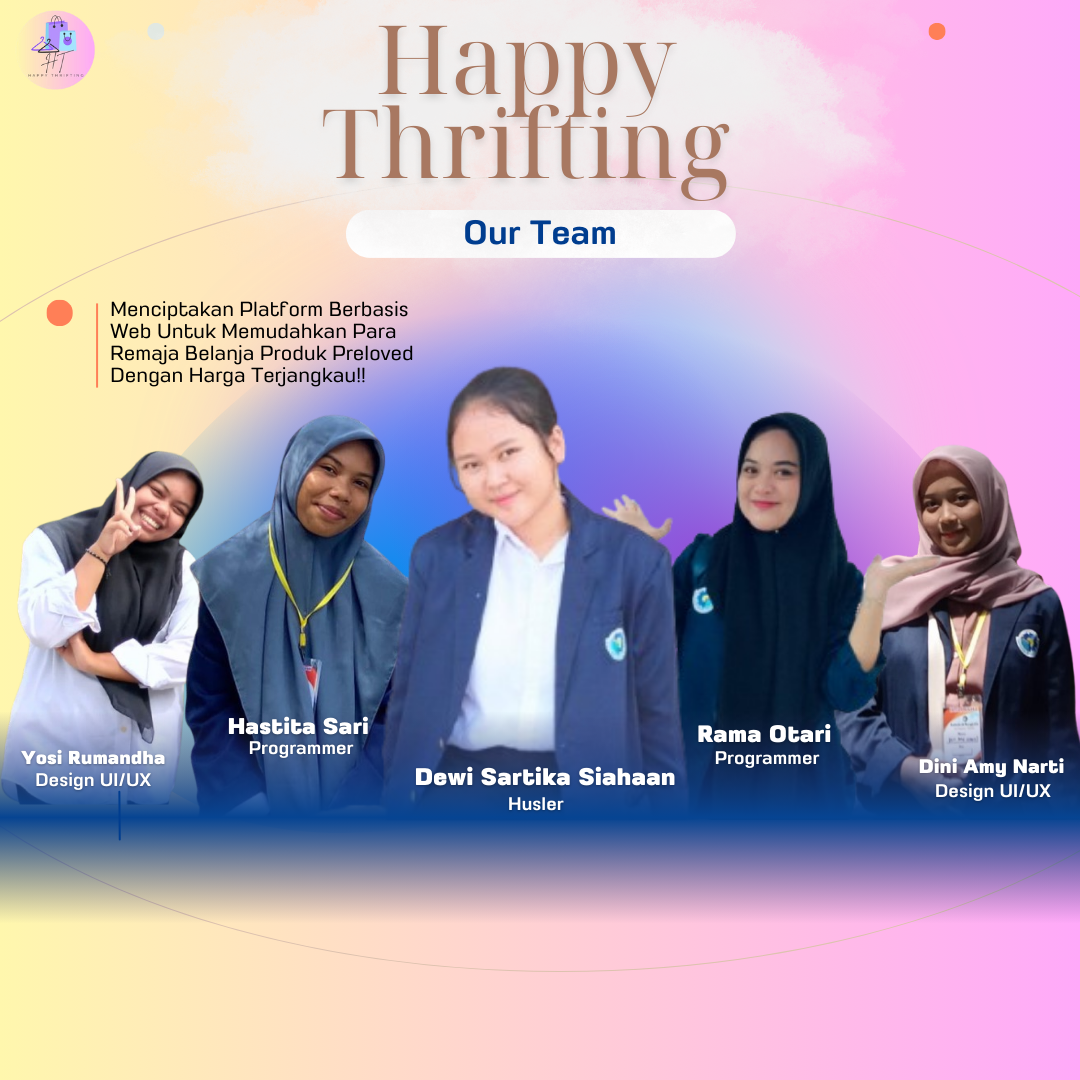 HAPPY THRIFTING
Happy
Thrifting
Our Team
Menciptakan Platform Berbasis
Web Untuk Memudahkan Para
Remaja Belanja Produk Preloved
Dengan Harga Terjangkau!!
Yosi Rumandha
Design UI/UX
Hastita Sari
Programmer
Dewi Sartika Siahaan
Husler
Rama Otari
Programmer
Dini Amy Narti
Design UI/UX